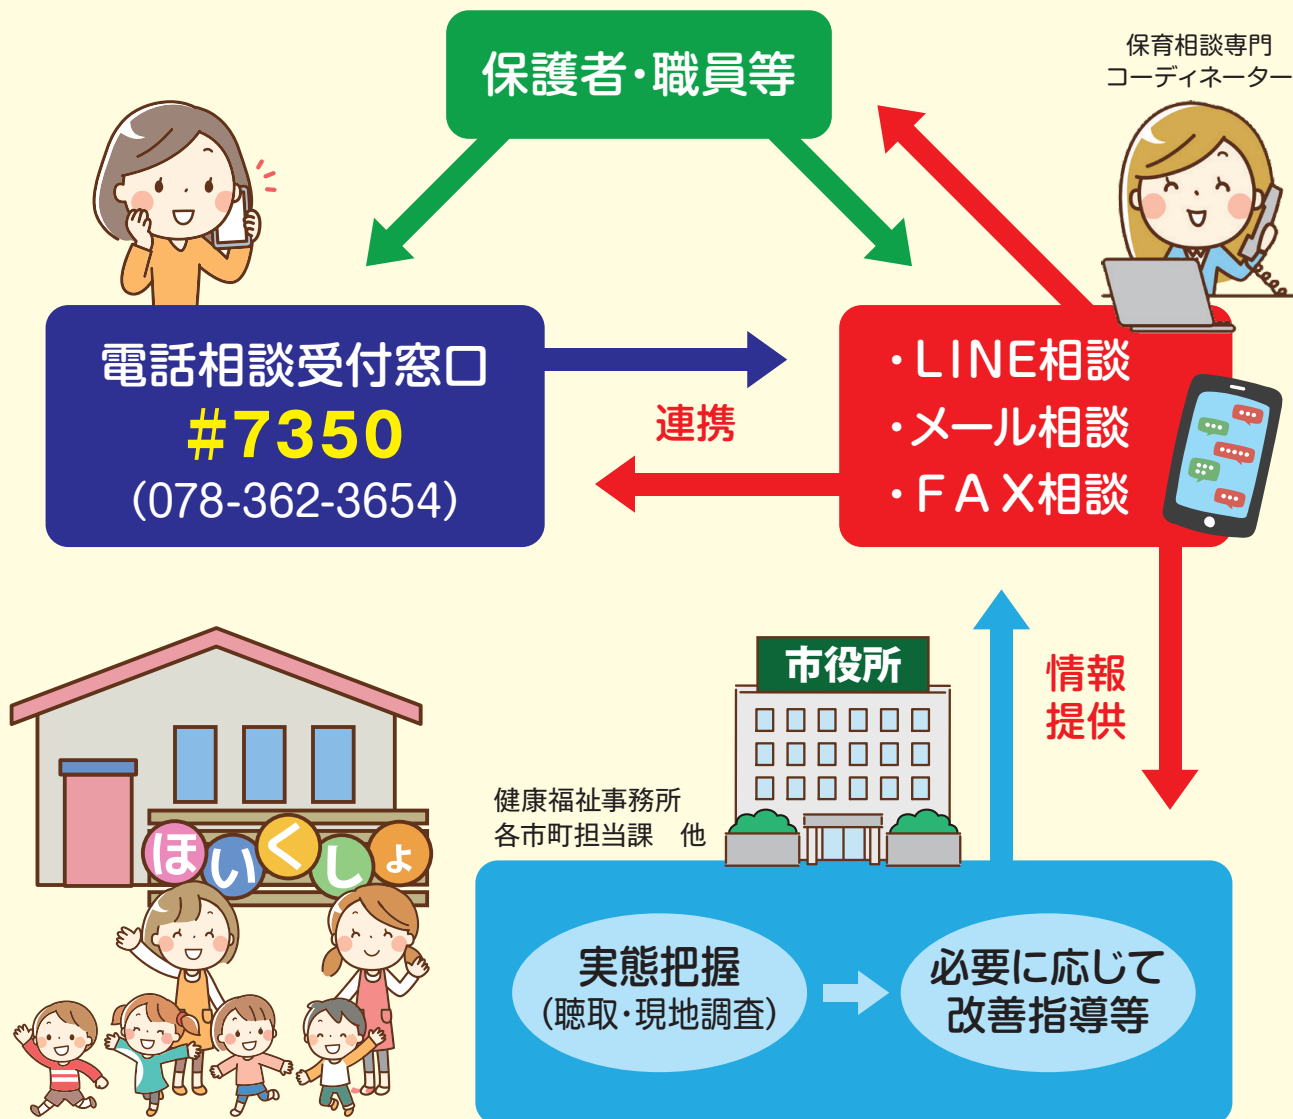 保護者・職員等
保育相談専門
コーディネーター
電話相談受付窓口
#7350
(078-362-3654)
連携
・LINE相談
・メール相談
・FAX相談
情報
提供
市役所
健康福祉事務所
各市町担当課　他
ほいくしょ
実態把握
(聴取・現地調査)
必要に応じて
改善指導等